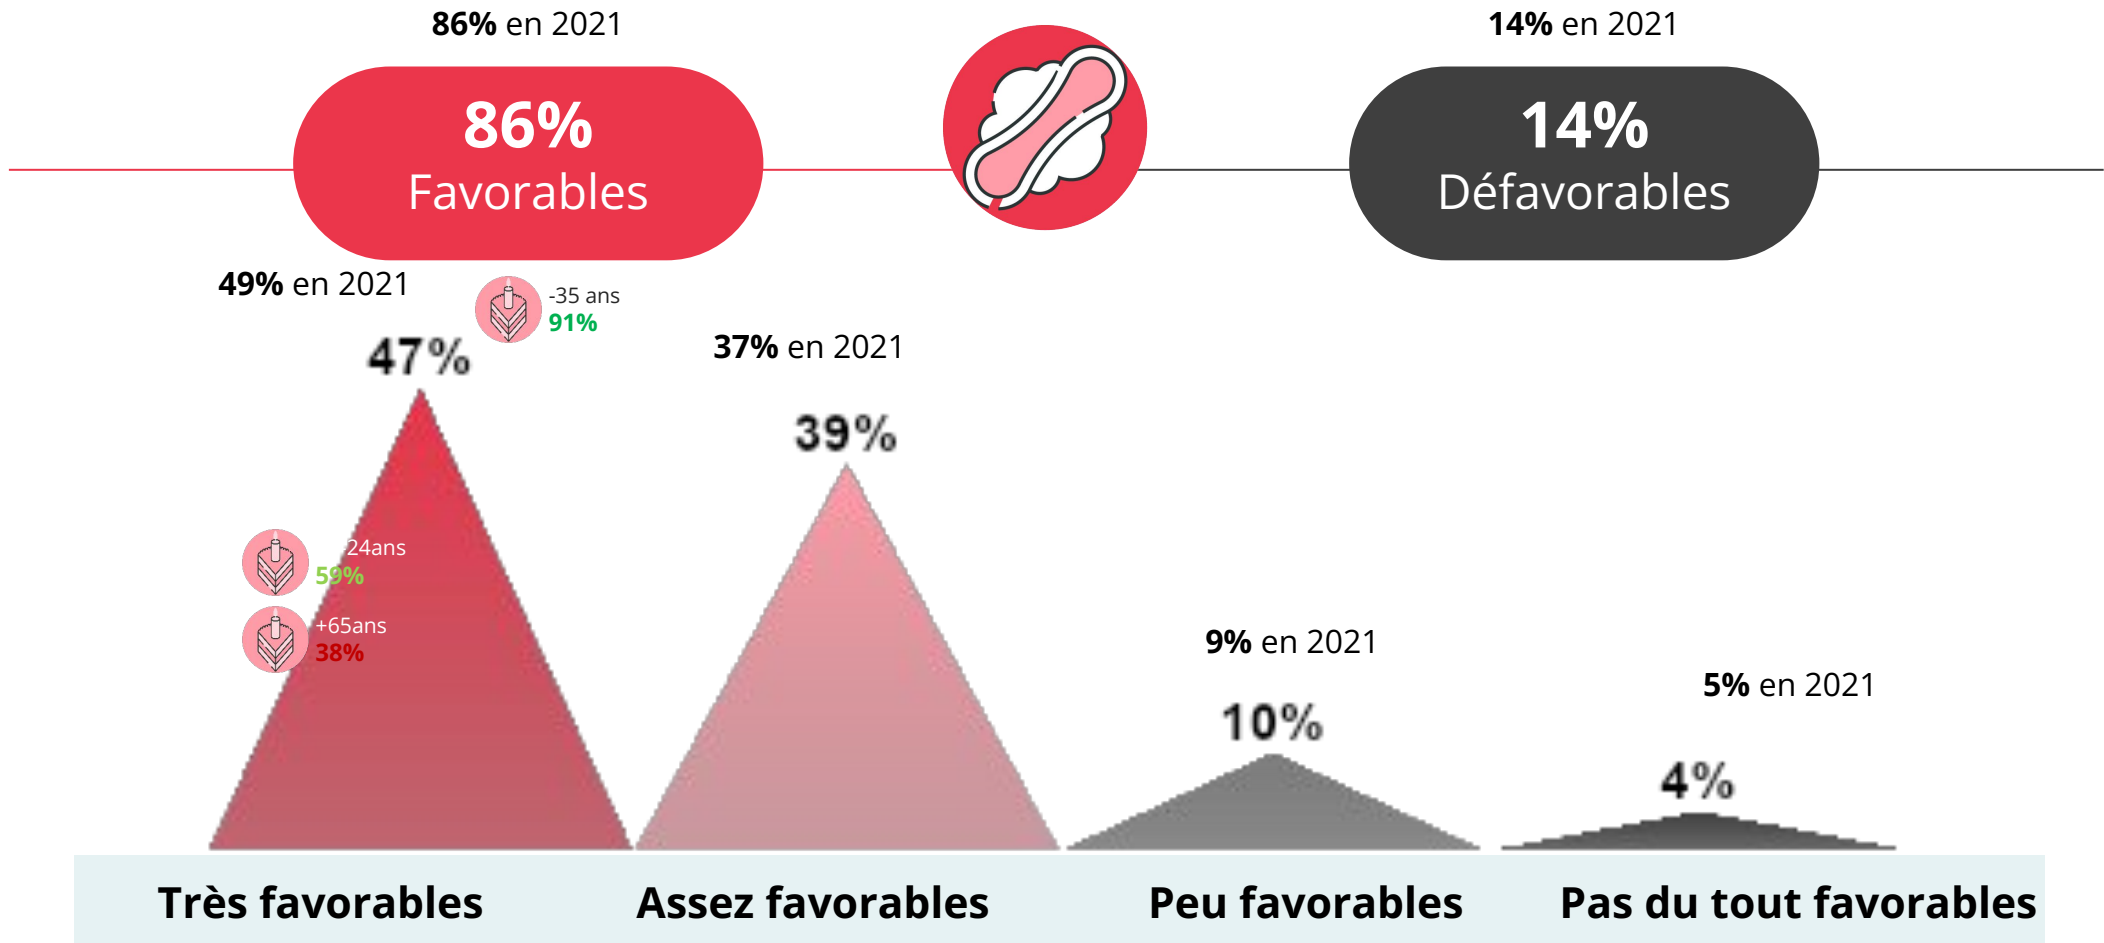 86% en 2021
14% en 2021
86%
Favorables
14%
Défavorables
49% en 2021
-35 ans
91%
47%
37% en 2021
39%
24ans
59%
+65ans
38%
9% en 2021
10%
5% en 2021
4%
Très favorables
Assez favorables
Peu favorables
Pas du tout favorables